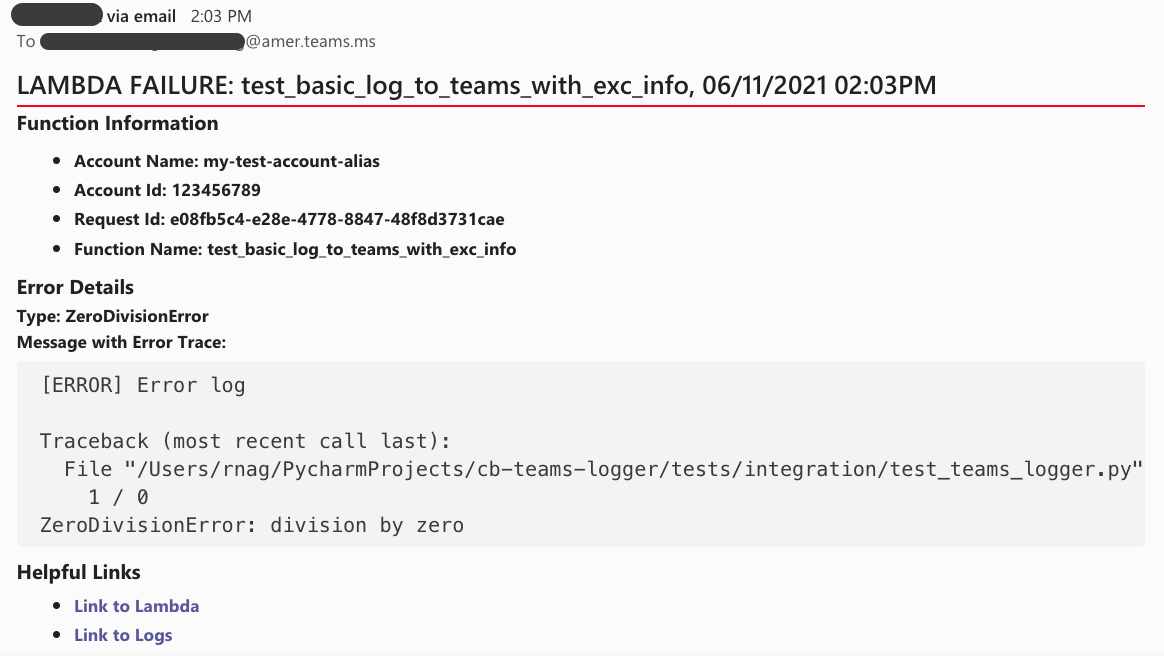 via email 2:03 PM
To @amer.teams.ms
LAMBDA FAILURE: test_basic_log_to_teams_with_exc_info, 06/11/2021 02:03PM
Function Information
• Account Name: my-test-account-alias
• Account Id: 123456789
• Request Id: e08fb5c4-e28e-4778-8847-48f8d3731cae
• Function Name: test_basic_log_to_teams_with_exc_info
Error Details
Type: ZeroDivisionError
Message with Error Trace:
[ERROR] Error log
Traceback (most recent call last):
File "/Users/rnag/PycharmProjects/cb-teams-logger/tests/integration/test_teams_logger.py"
1 / 0
ZeroDivisionError: division by zero
Helpful Links
• Link to Lambda
• Link to Logs